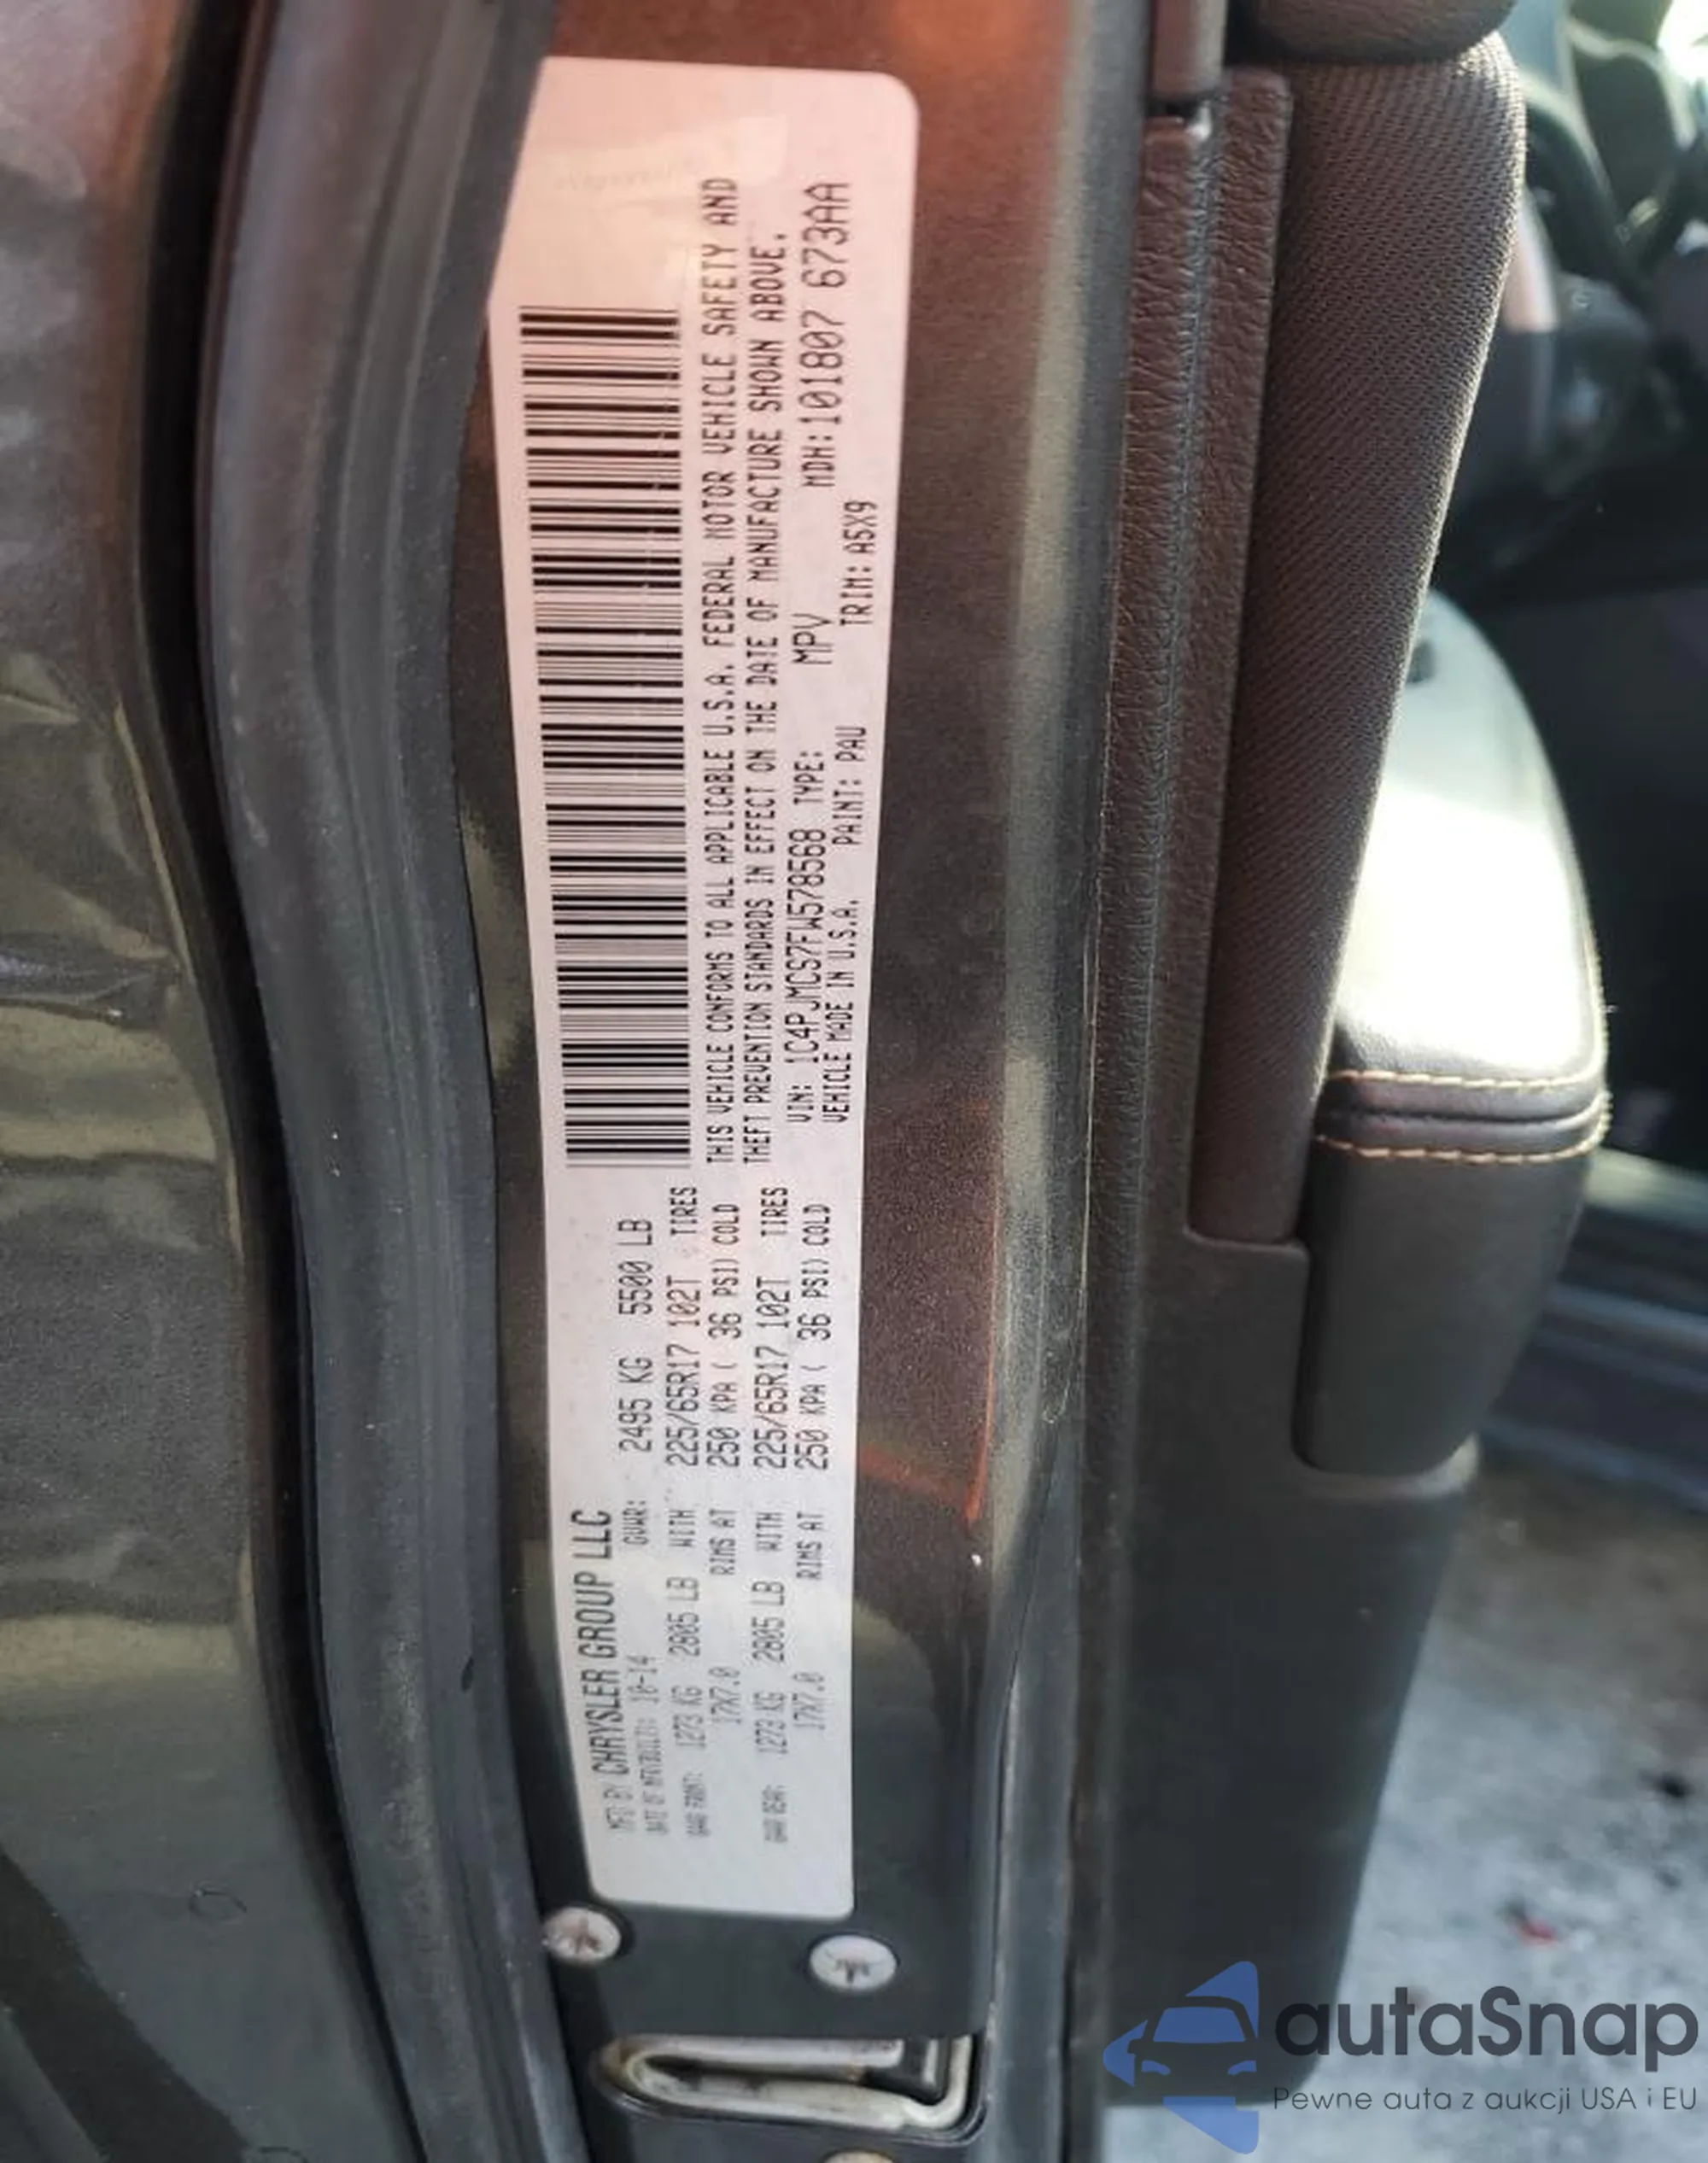 MFD BY CHRYSLER GROUP LLC
DATE OF MFR/BUILT: 10-14 GVWR: 2495 KG 5500 LB
GAWR FRONT: 1273 KG 2805 LB WITH 225/65R17 102T TIRES
17X7.0 RIMS AT 250 KPA ( 36 PSI) COLD
GAWR REAR: 1273 KG 2805 LB WITH 225/65R17 102T TIRES
17X7.0 RIMS AT 250 KPA ( 36 PSI) COLD
THIS VEHICLE CONFORMS TO ALL APPLICABLE U.S.A. FEDERAL MOTOR VEHICLE SAFETY AND
THEFT PREVENTION STANDARDS IN EFFECT ON THE DATE OF MANUFACTURE SHOWN ABOVE.
VIN: 1C4PJMCS7FW578568 TYPE: MPV MDH:101807 673AA
VEHICLE MADE IN U.S.A. PAINT: PAU TRIM: A5X9
autaSnap
Pewne auta z aukcji USA i EU